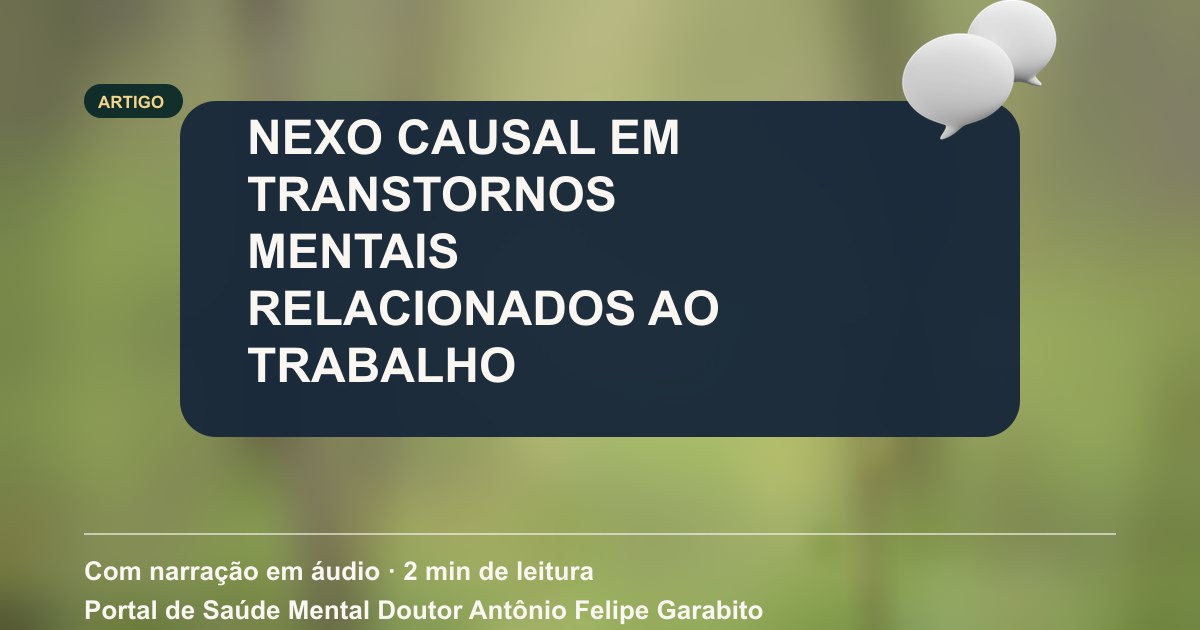 ARTIGO
NEXO CAUSAL EM
TRANSTORNOS
MENTAIS
RELACIONADOS AO
TRABALHO
Com narração em áudio · 2 min de leitura
Portal de Saúde Mental Doutor Antônio Felipe Garabito